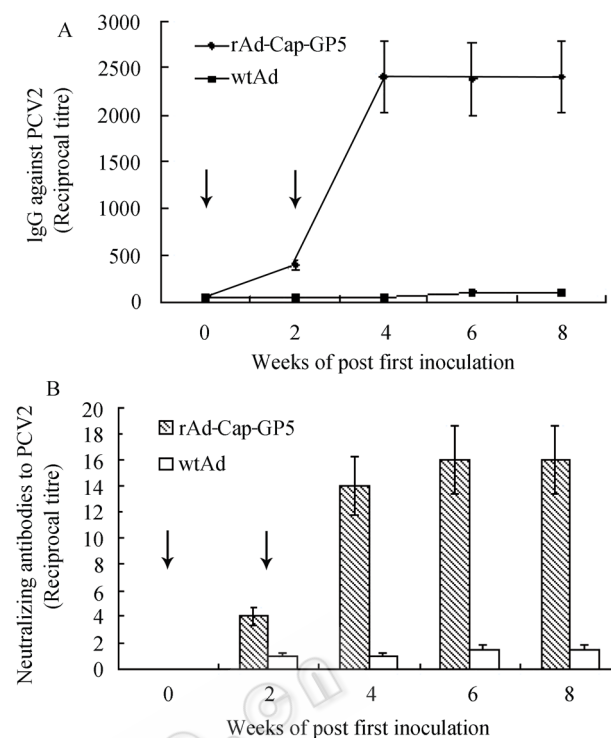 A
3000
2500
2000
1500
1000
500
0
IgG against PCV2
(Reciprocal titre)
rAd-Cap-GP5
wtAd
0 2 4 6 8
Weeks of post first inoculation
B
20
18
16
14
12
10
8
6
4
2
0
Neutralizing antibodies to PCV2
(Reciprocal titre)
rAd-Cap-GP5
wtAd
0 2 4 6 8
Weeks of post first inoculation